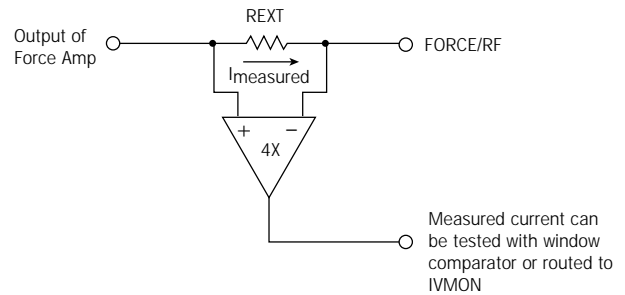 REXT
Output of
Force Amp
FORCE/RF
Imeasured
+ −
4X
Measured current can
be tested with window
comparator or routed to
IVMON